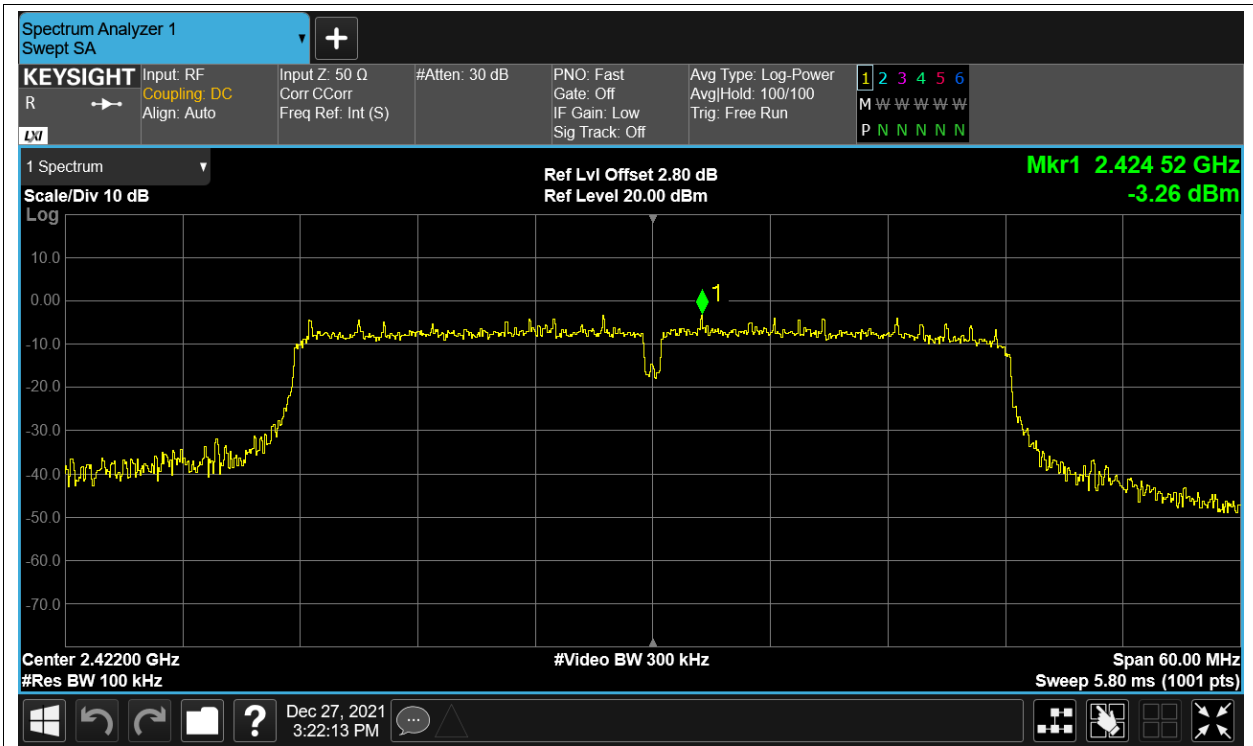 Spectrum Analyzer 1
Swept SA
+
KEYSIGHT
R
LXI
Input: RF
Coupling: DC
Align: Auto
Input Z: 50 Ω
Corr CCorr
Freq Ref: Int (S)
#Atten: 30 dB
PNO: Fast
Gate: Off
IF Gain: Low
Sig Track: Off
Avg Type: Log-Power
Avg|Hold: 100/100
Trig: Free Run
1 2 3 4 5 6
M W W W W W
P N N N N N
1 Spectrum
Scale/Div 10 dB
Log
Ref Lvl Offset 2.80 dB
Ref Level 20.00 dBm
Mkr1 2.424 52 GHz
-3.26 dBm
10.0
0.00
-10.0
-20.0
-30.0
-40.0
-50.0
-60.0
-70.0
1
Center 2.42200 GHz
#Res BW 100 kHz
#Video BW 300 kHz
Span 60.00 MHz
Sweep 5.80 ms (1001 pts)
?
Dec 27, 2021
3:22:13 PM